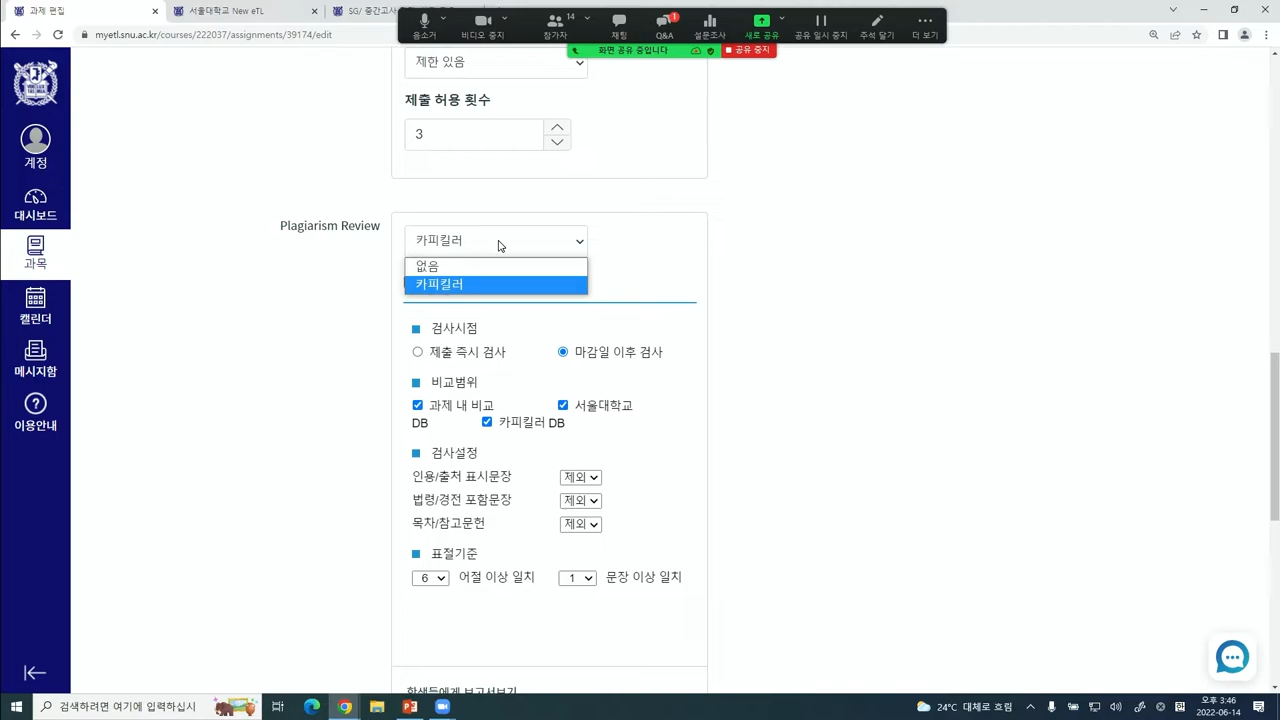 과제 편집
서울대학교 New eTL
SG/ 중간고사
14
1
음소거
비디오 중지
참가자
채팅
Q&A
설문조사
새로 공유
공유 일시 중지
주석 달기
더 보기
myetl.snu.ac.kr/courses/222037/assignments/39174/edit
화면 공유 중입니다
공유 중지
계정
대시보드
과목
캘린더
메시지함
이용안내
제한 있음
제출 허용 횟수
3
Plagiarism Review
카피킬러
없음
카피킬러
검사시점
제출 즉시 검사 마감일 이후 검사
비교범위
과제 내 비교 서울대학교
DB 카피킬러 DB
검사설정
인용/출처 표시문장 제외
법령/경전 포함문장 제외
목차/참고문헌 제외
표절기준
6 어절 이상 일치 1 문장 이상 일치
학생들에게 보고서보기
검색하려면 여기에 입력하십시
24°C 대체로 흐림
오후 3:46
2022-06-14